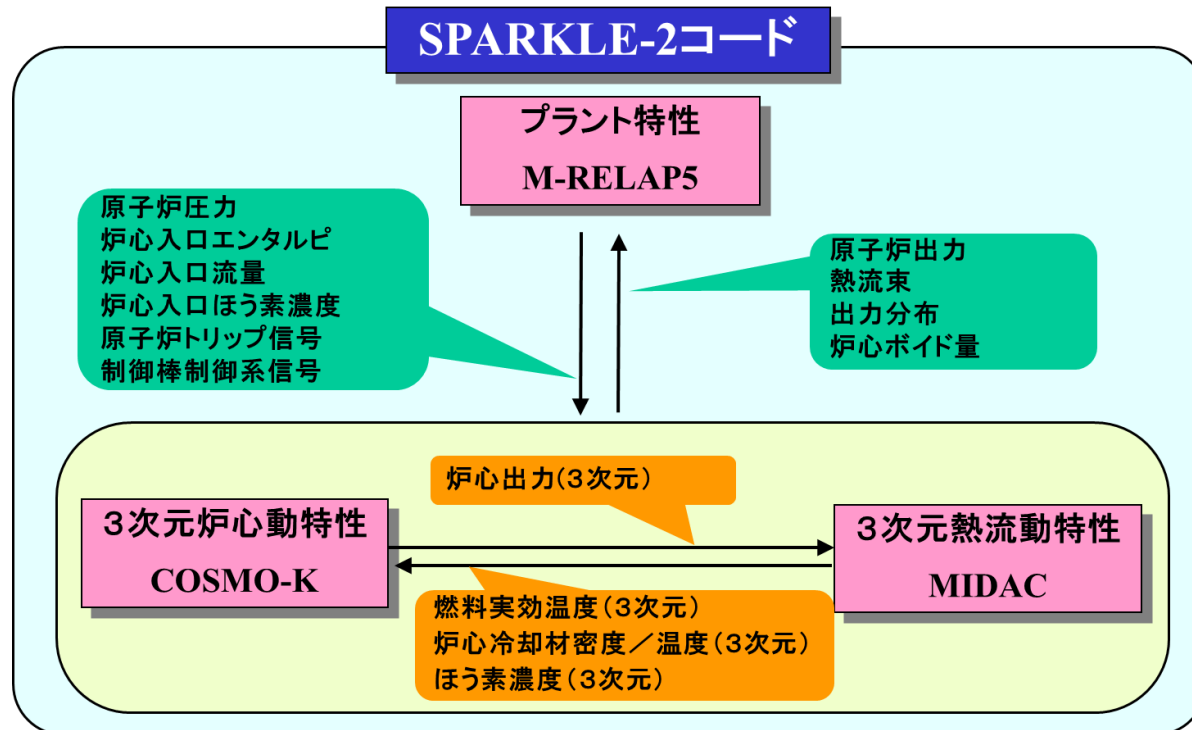 SPARKLE-2コード
プラント特性
M-RELAP5
原子炉圧力
炉心入口エンタルピ
炉心入口流量
炉心入口ほう素濃度
原子炉トリップ信号
制御棒制御系信号
原子炉出力
熱流束
出力分布
炉心ボイド量
炉心出力(3次元)
3次元炉心動特性
COSMO-K
3次元熱流動特性
MIDAC
燃料実効温度(3次元)
炉心冷却材密度／温度(3次元)
ほう素濃度(3次元)